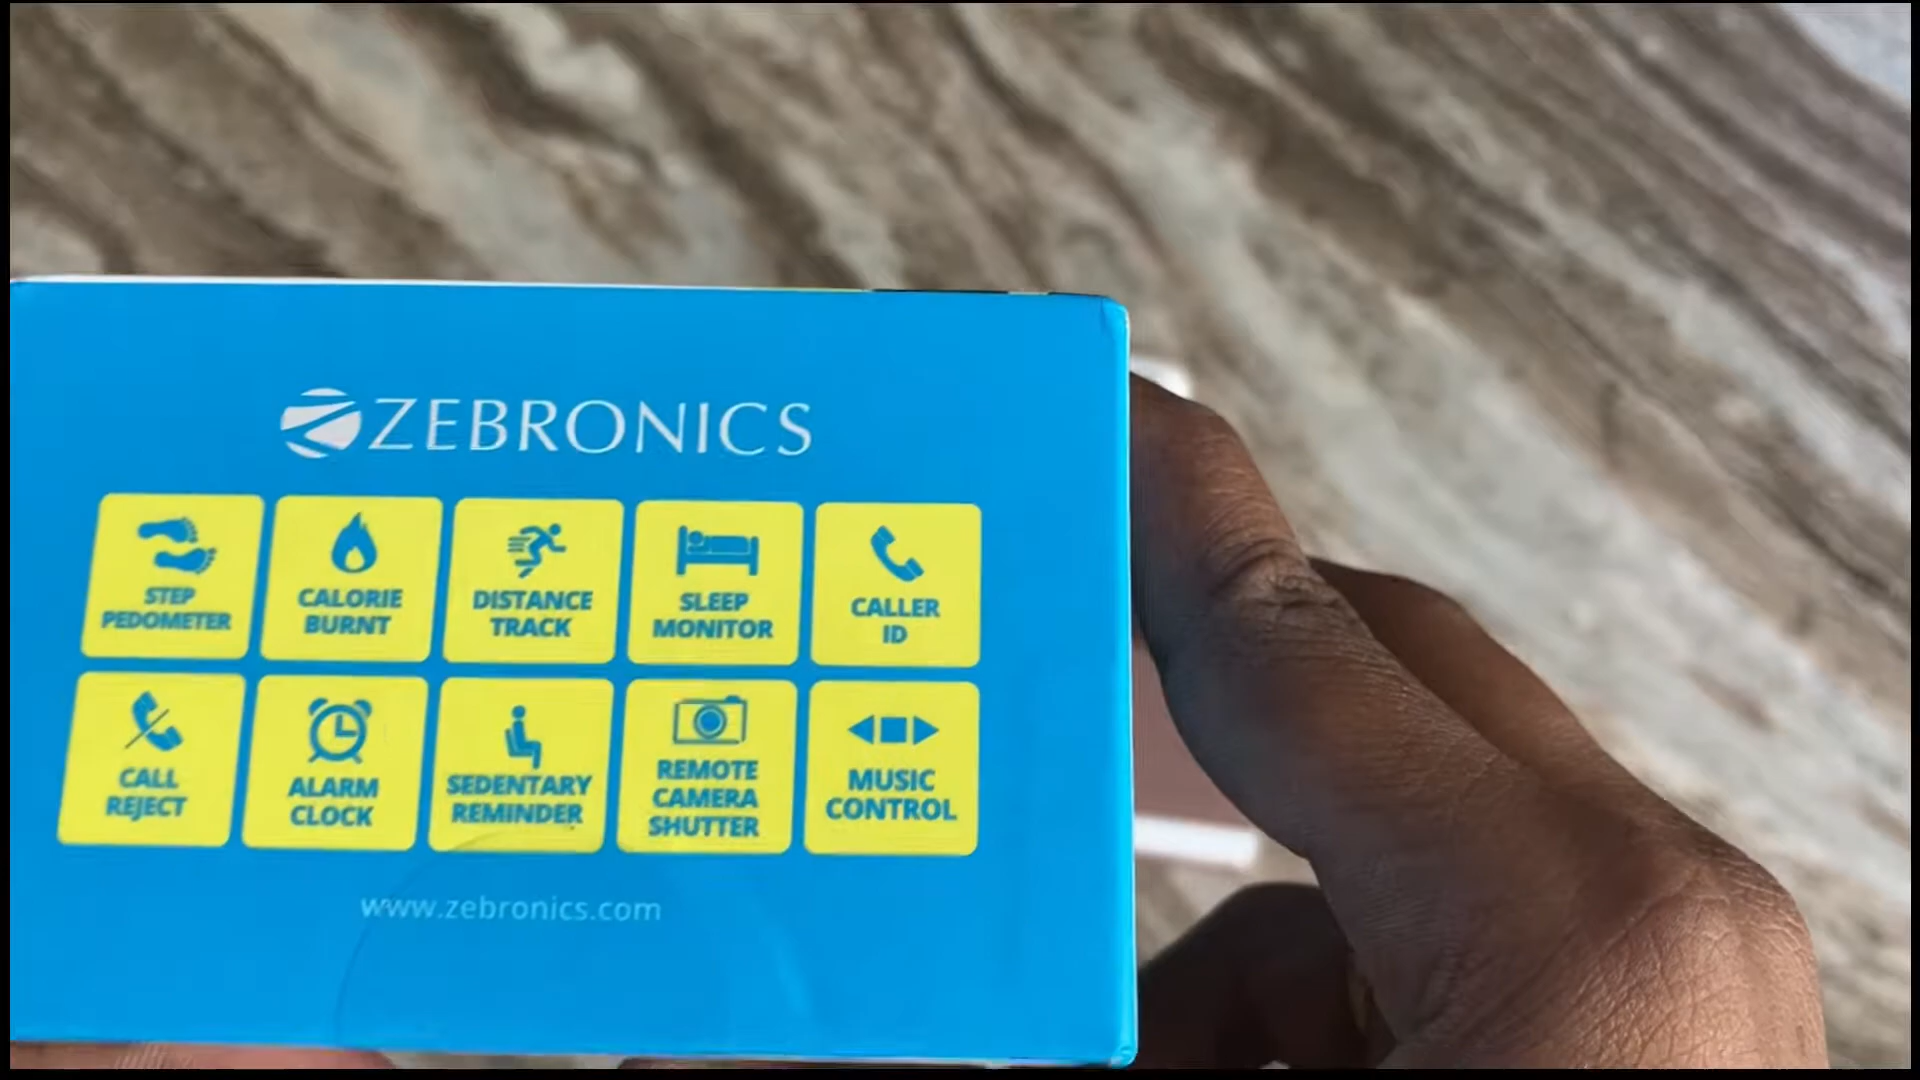 ZEBRONICS
STEP
PEDOMETER
CALORIE
BURNT
DISTANCE
TRACK
SLEEP
MONITOR
CALLER
ID
CALL
REJECT
ALARM
CLOCK
SEDENTARY
REMINDER
REMOTE
CAMERA
SHUTTER
MUSIC
CONTROL
www.zebronics.com